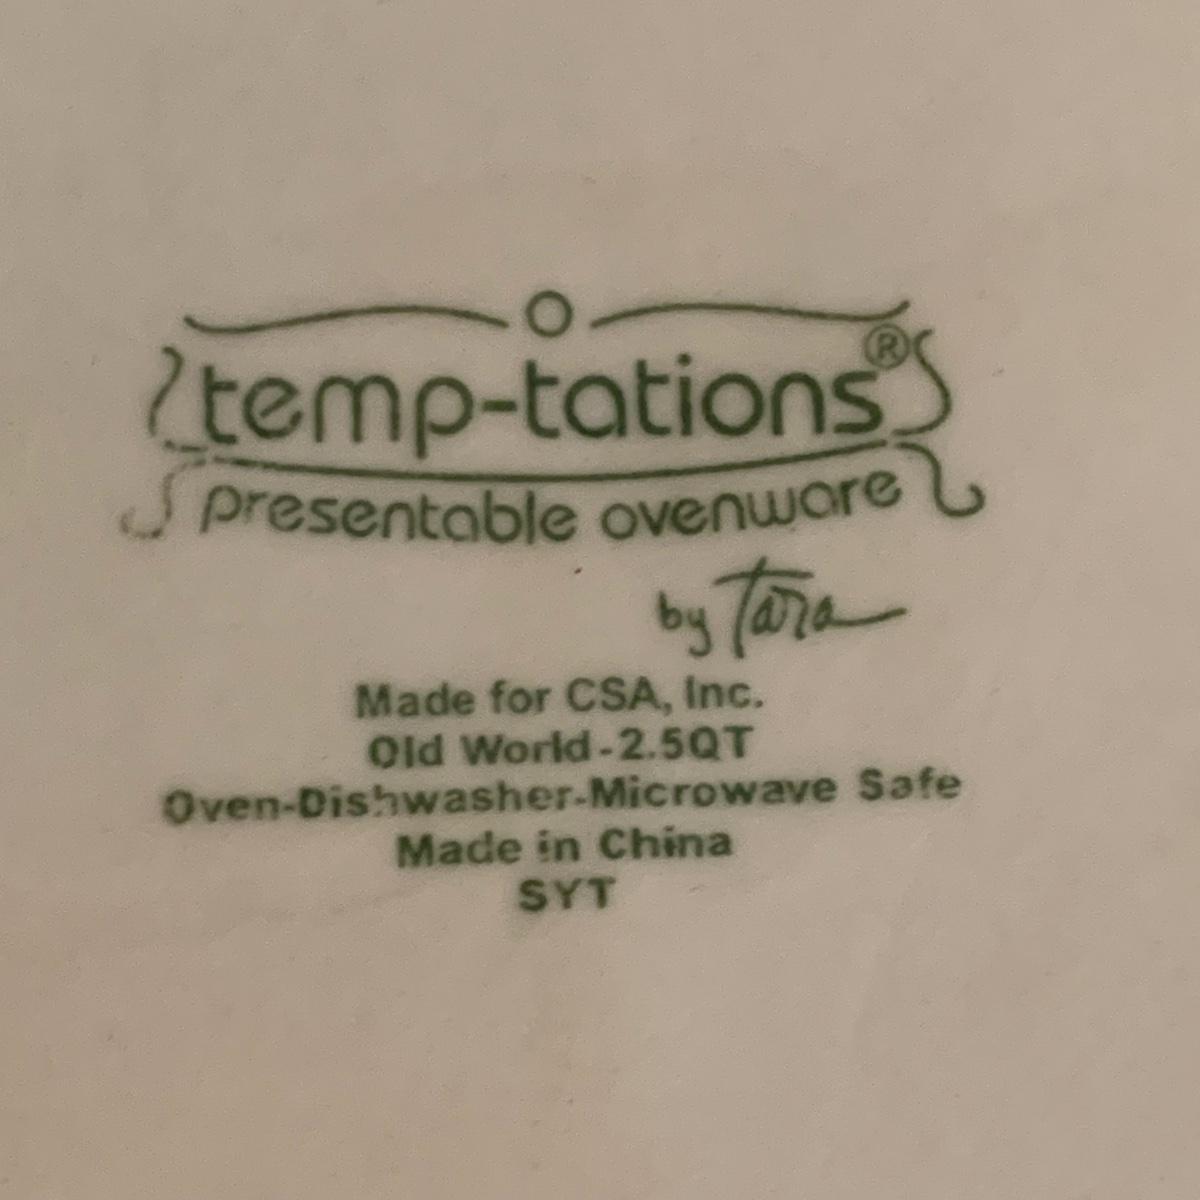 temp-tations®
presentable ovenware
by Tara
Made for CSA, Inc.
Old World-2.5QT
Oven-Dishwasher-Microwave Safe
Made in China
SYT